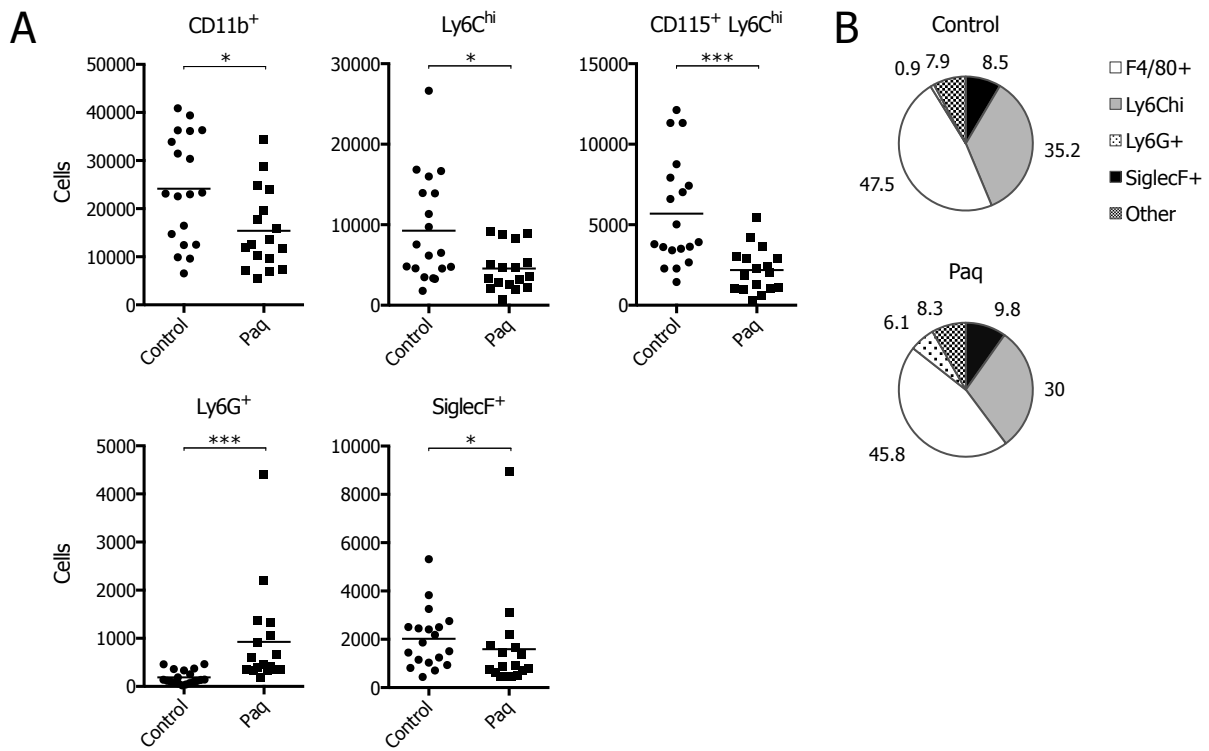 A
CD11b+
*
50000
40000
30000
20000
10000
0
Cells
Control
Paq
Ly6Chi
*
30000
20000
10000
0
Control
Paq
CD115+ Ly6Chi
***
15000
10000
5000
0
Control
Paq
Ly6G+
***
5000
4000
3000
2000
1000
0
Cells
Control
Paq
SiglecF+
*
10000
8000
6000
4000
2000
0
Control
Paq
B
Control
0.9 7.9 8.5
35.2
47.5
Paq
6.1 8.3 9.8
30
45.8
F4/80+
Ly6Chi
Ly6G+
SiglecF+
Other